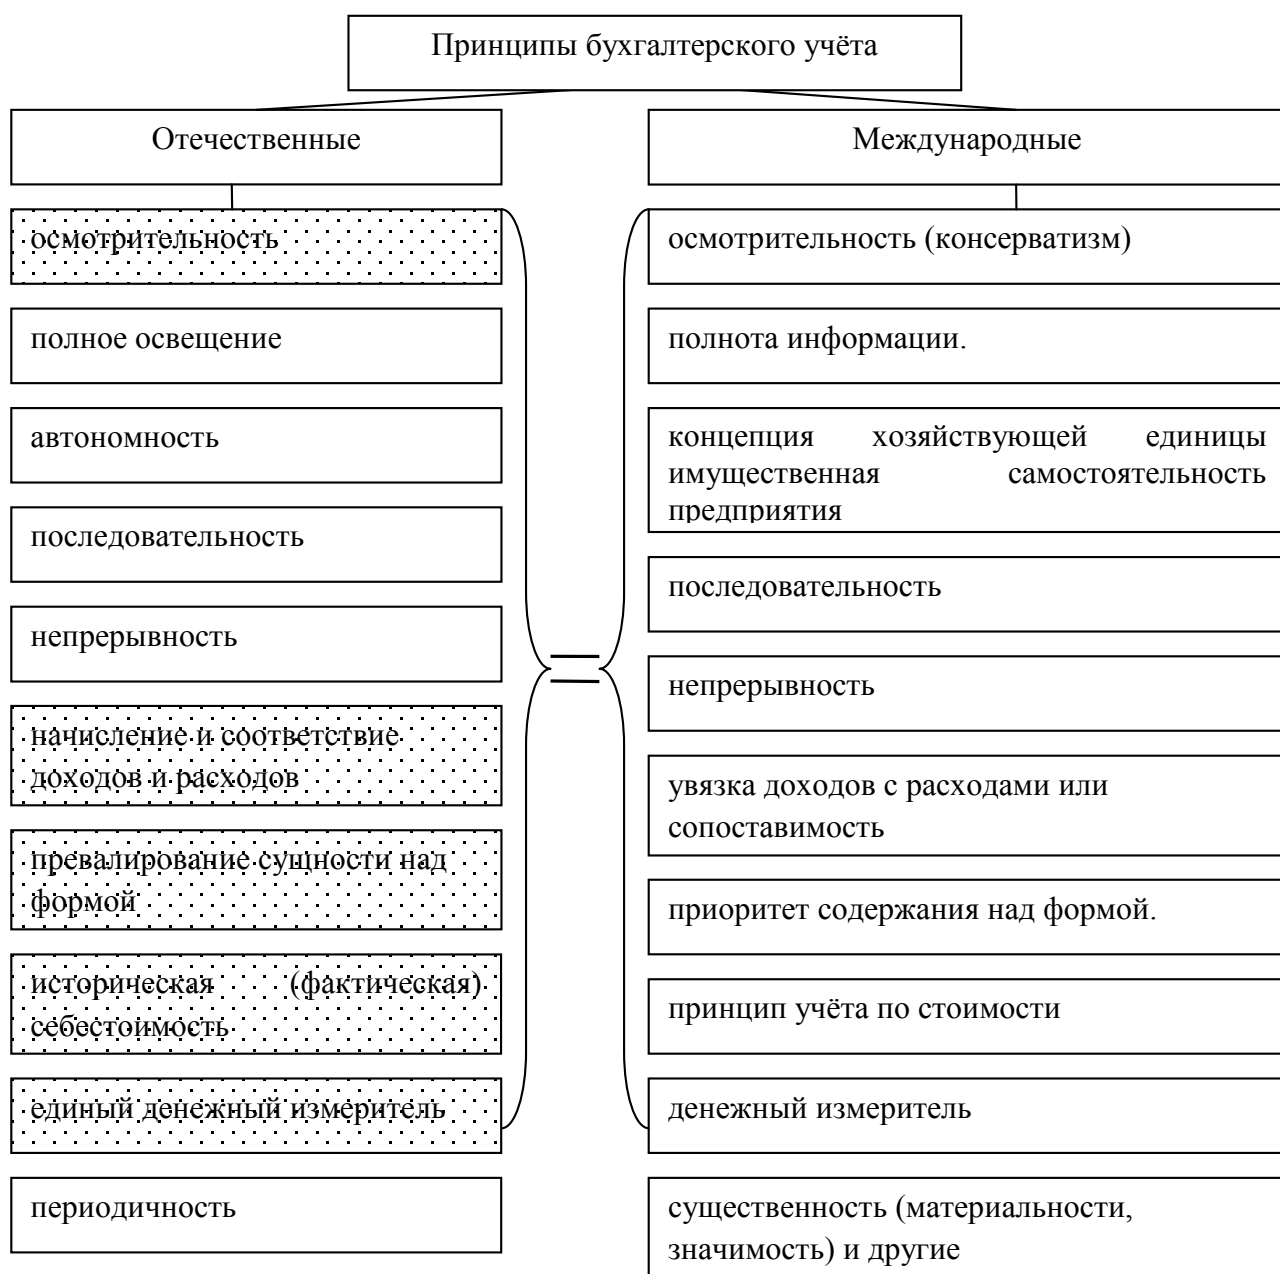 Принципы бухгалтерского учёта
Отечественные
Международные
осмотрительность
полное освещение
автономность
последовательность
непрерывность
начисление и соответствие
доходов и расходов
превалирование сущности над
формой
историческая (фактическая)
себестоимость
единый денежный измеритель
периодичность
=
осмотрительность (консерватизм)
полнота информации.
концепция хозяйствующей единицы
имущественная самостоятельность
предприятия
последовательность
непрерывность
увязка доходов с расходами или
сопоставимость
приоритет содержания над формой.
принцип учёта по стоимости
денежный измеритель
существенность (материальности,
значимость) и другие